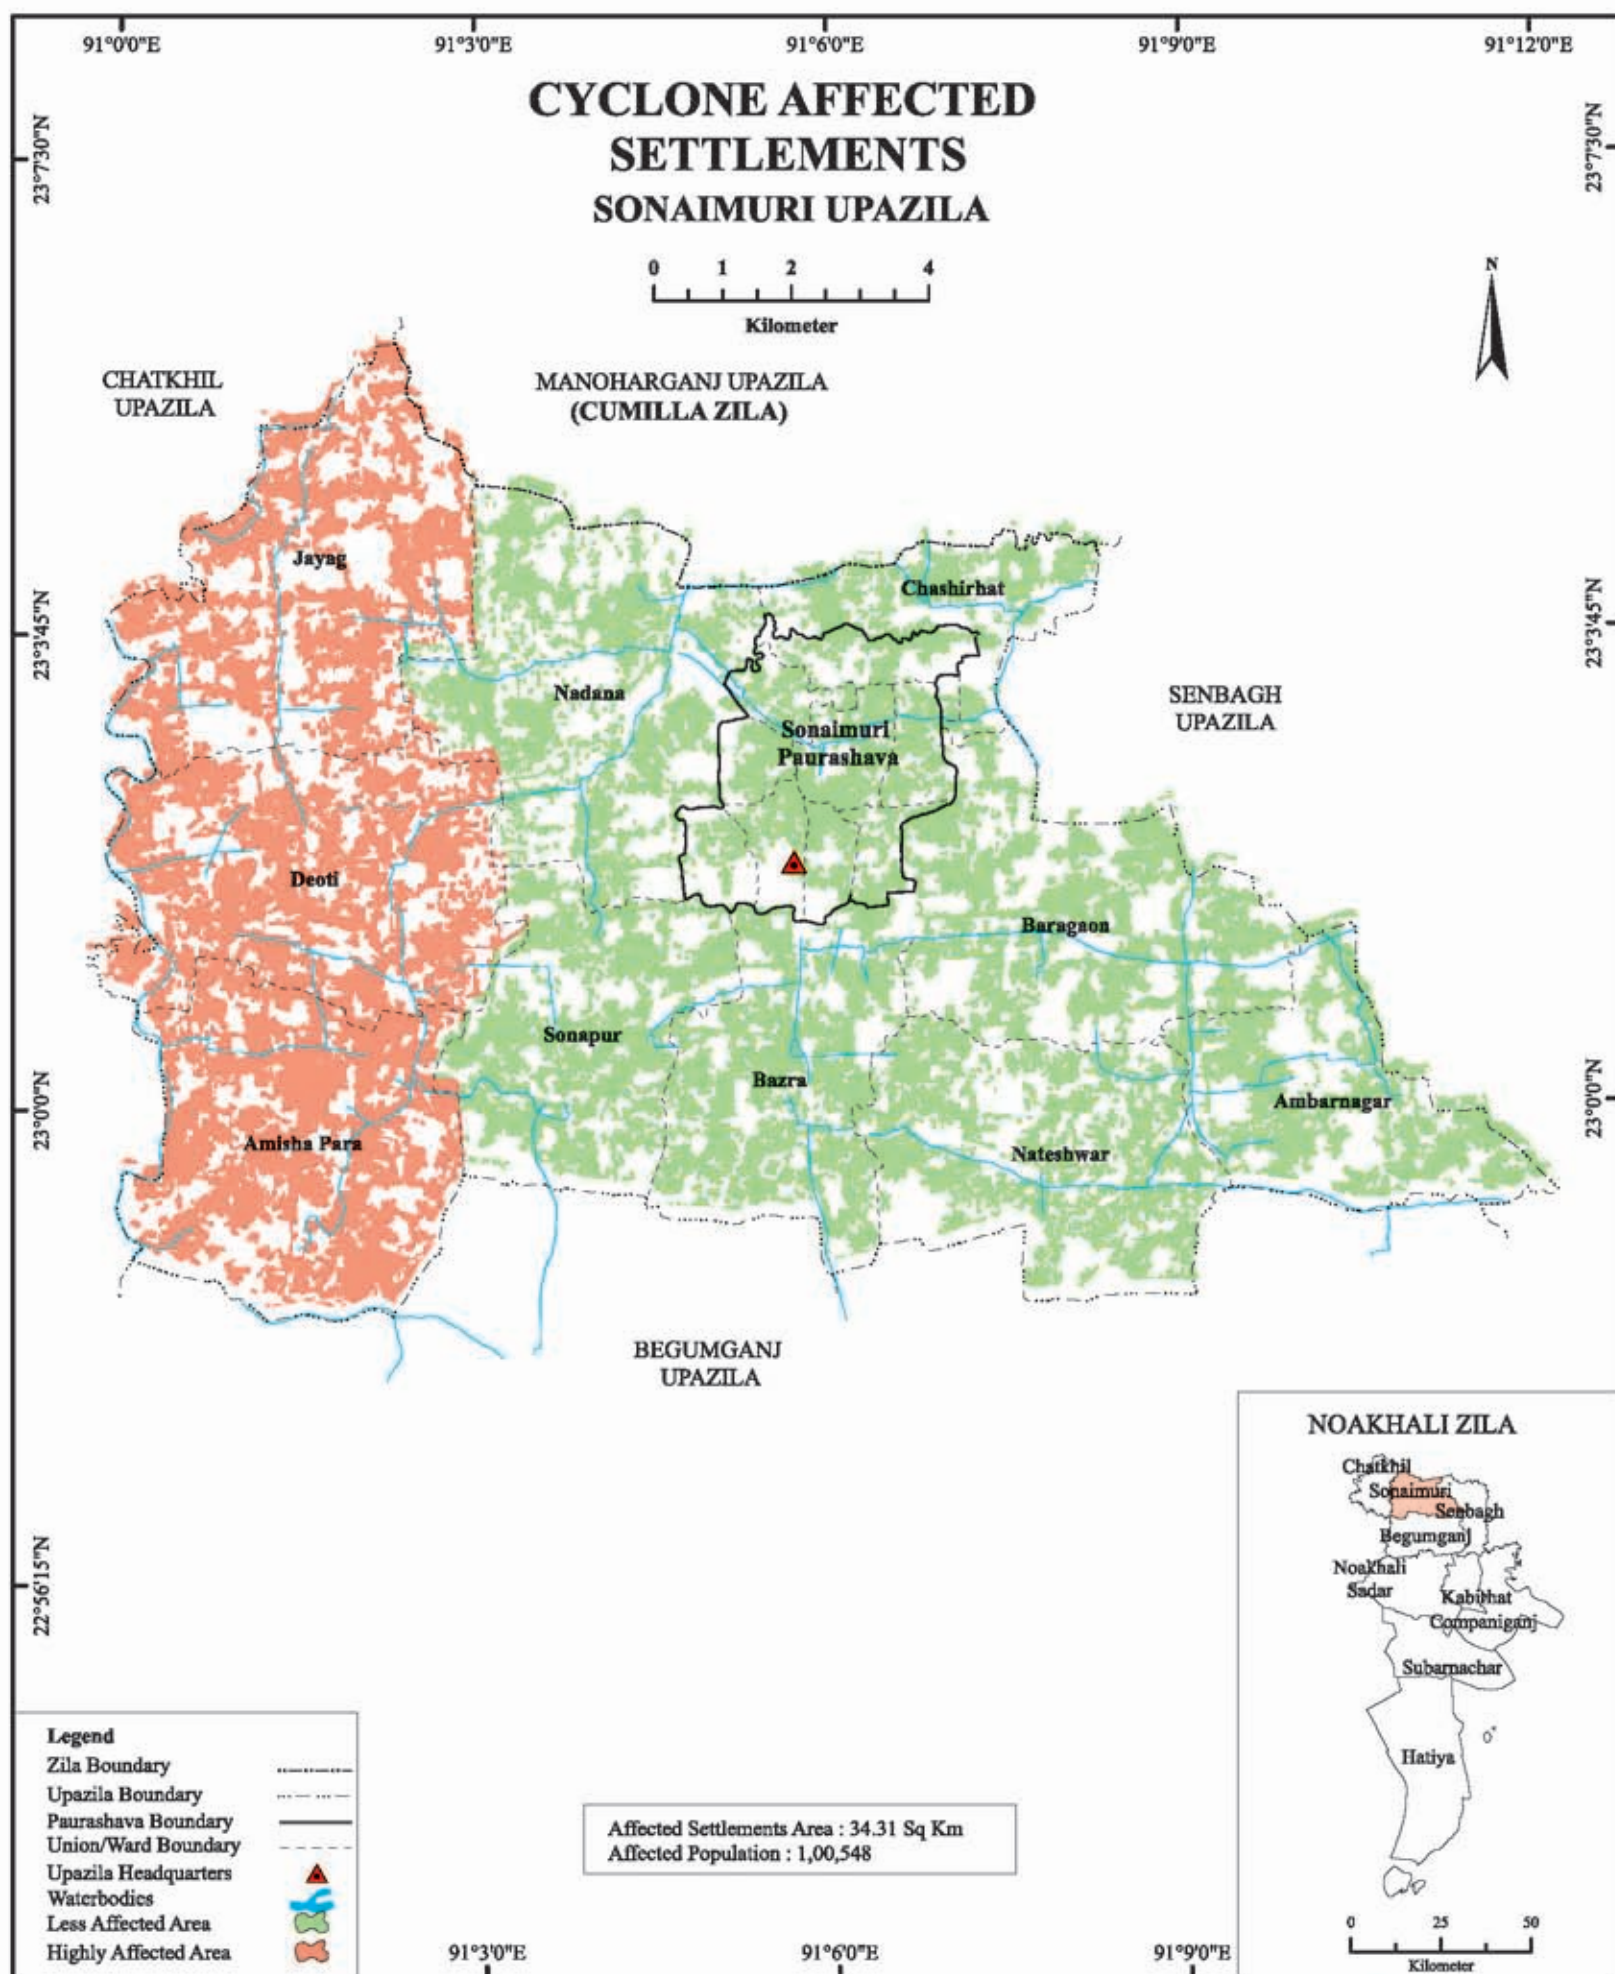 91°0'0"E
91°3'0"E
91°6'0"E
91°9'0"E
91°12'0"E
CYCLONE AFFECTED
SETTLEMENTS
SONAIMURI UPAZILA
23°7'30"N
23°7'30"N
0 1 2 4
Kilometer
N
CHATKHIL
UPAZILA
MANOHARGANJ UPAZILA
(CUMILLA ZILA)
Jayag
Chashirhat
23°3'45"N
23°3'45"N
Nadana
SENBAGH
UPAZILA
Sonaimuri
Paurashava
Deoti
Baragaon
Sonapur
Bazra
Ambarnagar
23°0'0"N
23°0'0"N
Amisha Para
Nateshwar
BEGUMGANJ
UPAZILA
NOAKHALI ZILA
Chatkhil
Sonaimuri
Senbagh
Begumganj
22°56'15"N
Noakhali
Sadar
Kabilhat
Companiganj
Subarnachar
Hatiya
0 25 50
Kilometer
Legend
Zila Boundary
Upazila Boundary
Paurashava Boundary
Union/Ward Boundary
Upazila Headquarters
Waterbodies
Less Affected Area
Highly Affected Area
Affected Settlements Area : 34.31 Sq Km
Affected Population : 1,00,548
91°3'0"E
91°6'0"E
91°9'0"E